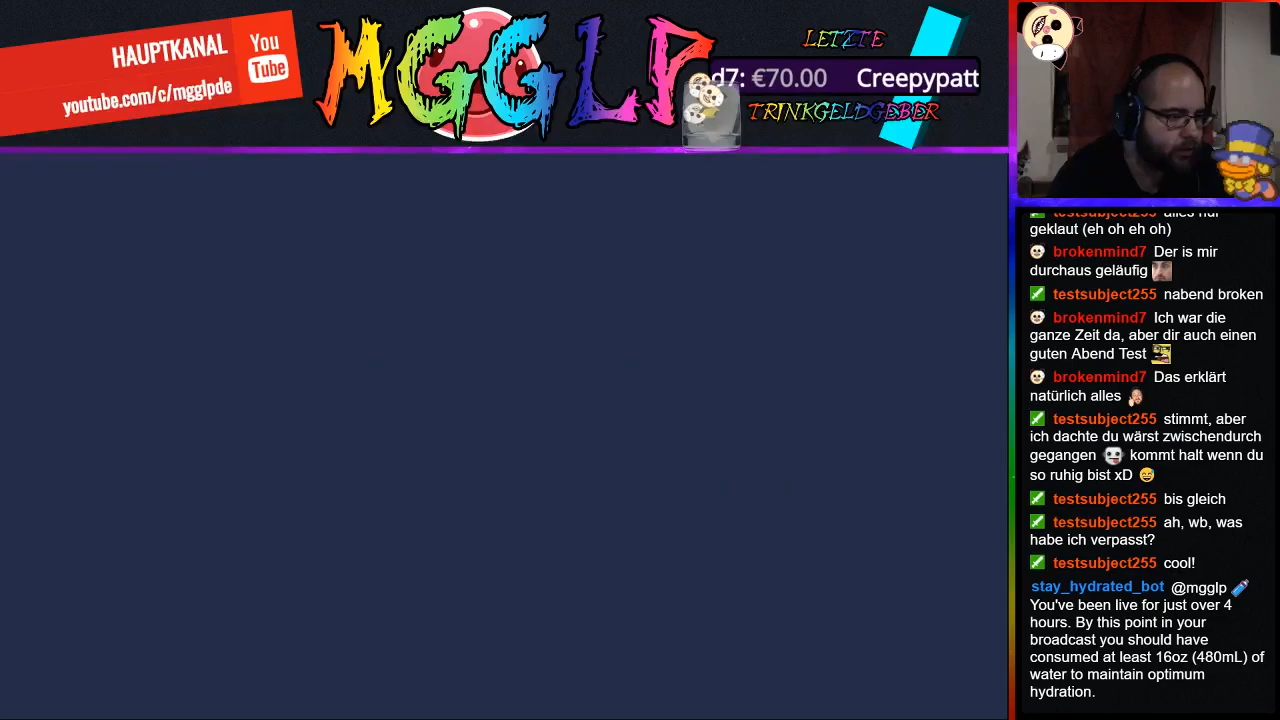 HAUPTKANAL
You
Tube
youtube.com/c/mgglpde
MGGLP
LETZTE
d7: €70.00 Creepypatt
TRINKGELDGEBER
testsubject255 alles nur
geklaut (eh oh eh oh)
brokenmind7 Der is mir
durchaus geläufig
testsubject255 nabend broken
brokenmind7 Ich war die
ganze Zeit da, aber dir auch einen
guten Abend Test
brokenmind7 Das erklärt
natürlich alles
testsubject255 stimmt, aber
ich dachte du wärst zwischendurch
gegangen kommt halt wenn du
so ruhig bist xD
testsubject255 bis gleich
testsubject255 ah, wb, was
habe ich verpasst?
testsubject255 cool!
stay_hydrated_bot @mgglp
You've been live for just over 4
hours. By this point in your
broadcast you should have
consumed at least 16oz (480mL) of
water to maintain optimum
hydration.